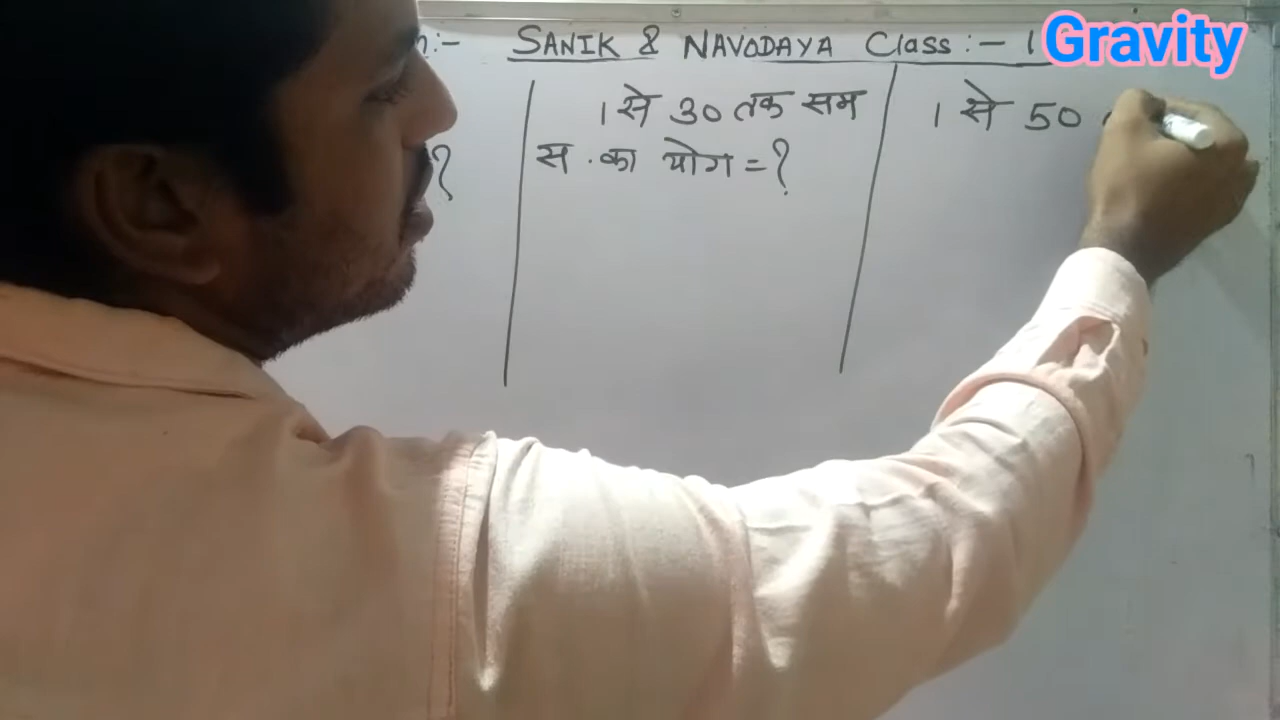 :- SANIK & NAVODAYA Class :- 1
Gravity
?
1 से 30 तक सम
स . का योग = ?
1 से 50